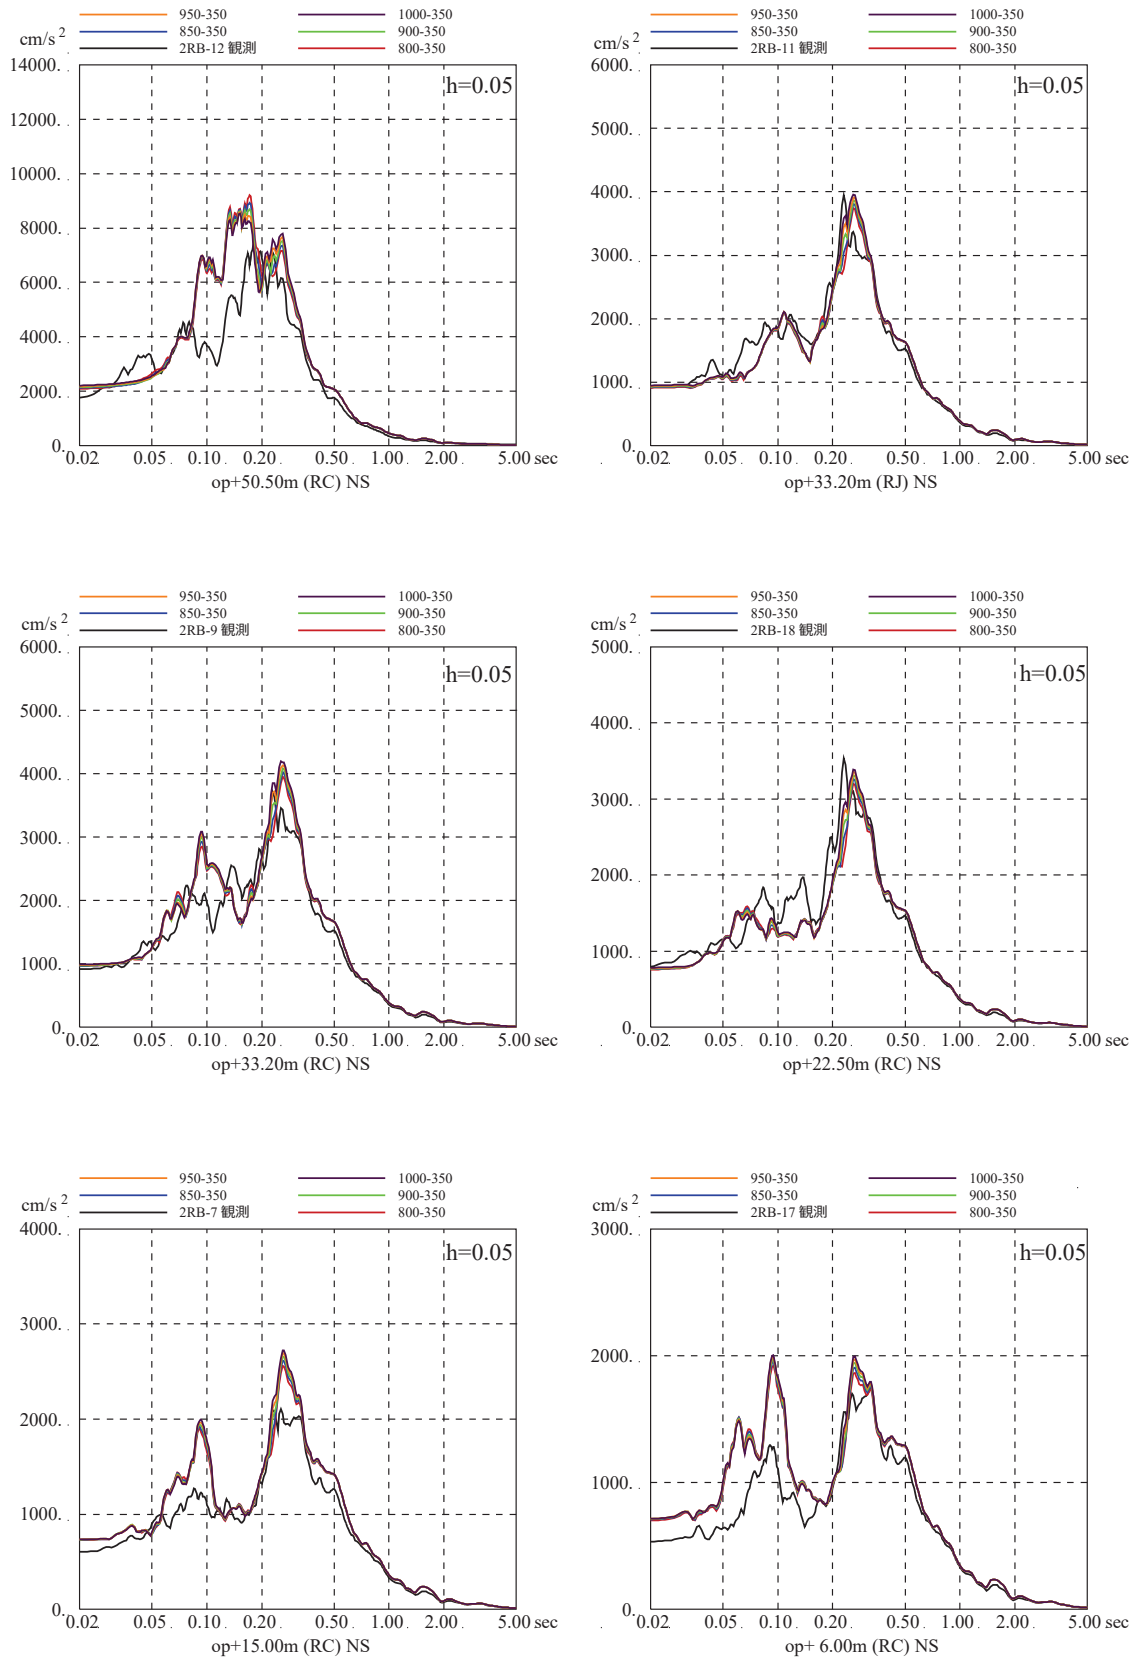 950-350 1000-350
850-350 900-350
2RB-12 観測 800-350
cm/s 2
14000.
h=0.05
12000.
10000.
8000.
6000.
4000.
2000.
0.
0.02 0.05 0.10 0.20 0.50 1.00 2.00 5.00 sec
op+50.50m (RC) NS
950-350 1000-350
850-350 900-350
2RB-11 観測 800-350
cm/s 2
6000.
h=0.05
5000.
4000.
3000.
2000.
1000.
0.
0.02 0.05 0.10 0.20 0.50 1.00 2.00 5.00 sec
op+33.20m (RJ) NS
950-350 1000-350
850-350 900-350
2RB-9 観測 800-350
cm/s 2
6000.
h=0.05
5000.
4000.
3000.
2000.
1000.
0.
0.02 0.05 0.10 0.20 0.50 1.00 2.00 5.00 sec
op+33.20m (RC) NS
950-350 1000-350
850-350 900-350
2RB-18 観測 800-350
cm/s 2
5000.
h=0.05
4000.
3000.
2000.
1000.
0.
0.02 0.05 0.10 0.20 0.50 1.00 2.00 5.00 sec
op+22.50m (RC) NS
950-350 1000-350
850-350 900-350
2RB-7 観測 800-350
cm/s 2
4000.
h=0.05
3000.
2000.
1000.
0.
0.02 0.05 0.10 0.20 0.50 1.00 2.00 5.00 sec
op+15.00m (RC) NS
950-350 1000-350
850-350 900-350
2RB-17 観測 800-350
cm/s 2
3000.
h=0.05
2000.
1000.
0.
0.02 0.05 0.10 0.20 0.50 1.00 2.00 5.00 sec
op+ 6.00m (RC) NS